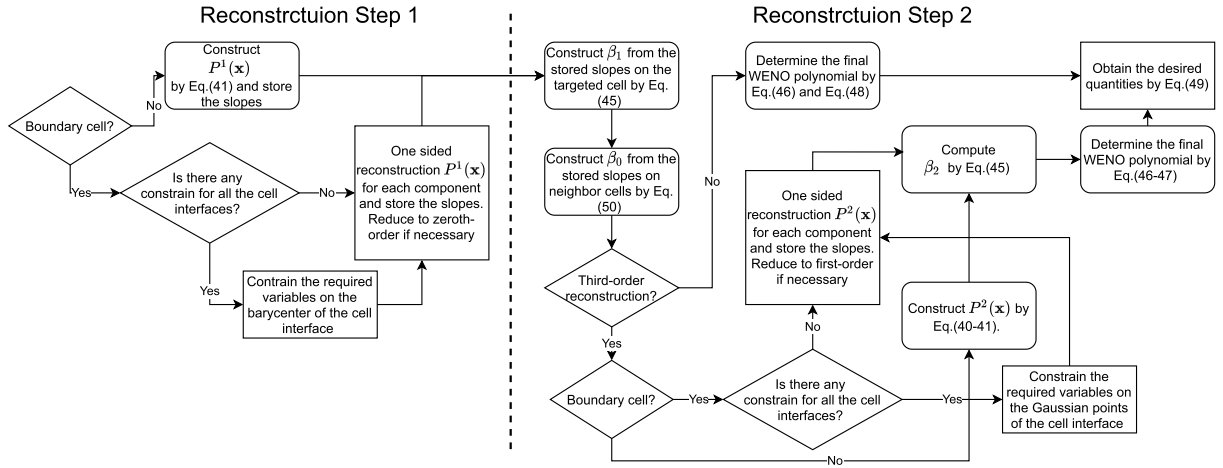 Reconstrctuion Step 1
Construct
P¹(x)
by Eq.(41) and store
the slopes
No
Boundary cell?
Yes
Is there any
constrain for all the cell
interfaces?
No
One sided
reconstruction P¹(x)
for each component
and store the slopes.
Reduce to zeroth-
order if necessary
Yes
Contrain the required
variables on the
barycenter of the cell
interface
Reconstrctuion Step 2
Construct β₁ from the
stored slopes on the
targeted cell by Eq.
(45)
Construct β₀ from the
stored slopes on
neighbor cells by Eq.
(50)
Third-order
reconstruction?
No
Determine the final
WENO polynomial by
Eq.(46) and Eq.(48)
Obtain the desired
quantities by Eq.(49)
Yes
Boundary cell?
Yes
Is there any
constrain for all the cell
interfaces?
No
One sided
reconstruction P²(x)
for each component
and store the slopes.
Reduce to first-order
if necessary
Yes
Constrain the
required variables on
the Gaussian points
of the cell interface
No
Construct P²(x) by
Eq.(40-41).
Compute
β₂ by Eq.(45)
Determine the final
WENO polynomial by
Eq.(46-47)